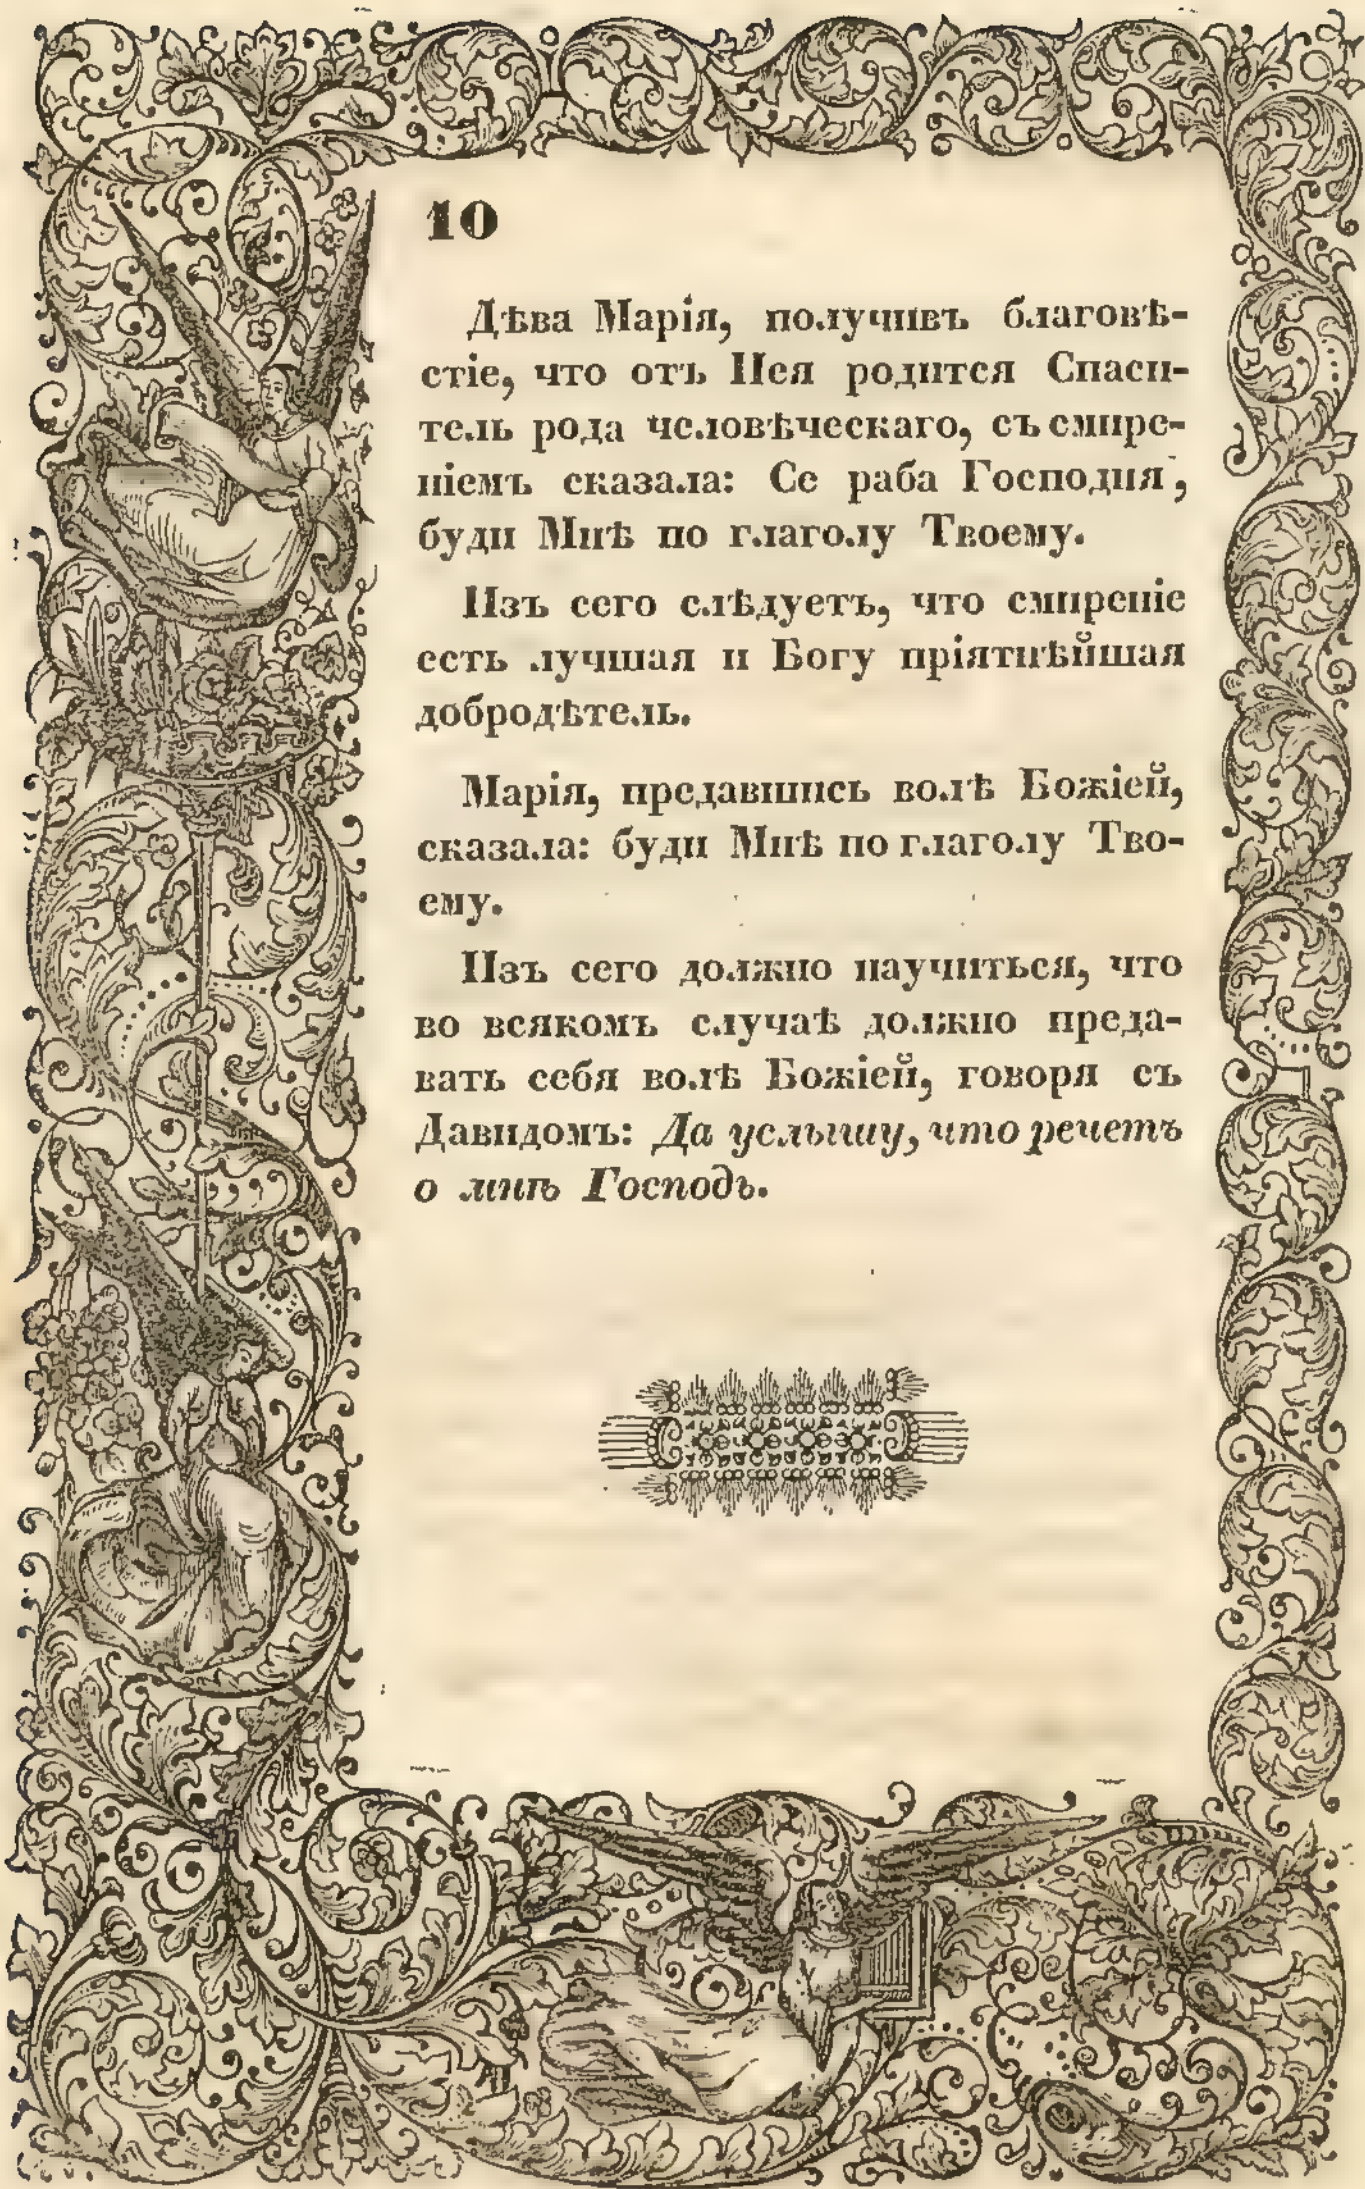 10
Дѣва Марія, получивъ благовѣ-
стіе, что отъ Нея родится Спаси-
тель рода человѣческаго, съ смире-
ніемъ сказала: Се раба Господня,
буди Мнѣ по глаголу Твоему.
Изъ сего слѣдуетъ, что смиреніе
есть лучшая и Богу пріятнѣйшая
добродѣтель.
Марія, предавшись волѣ Божіей,
сказала: буди Мнѣ по глаголу Тво-
ему.
Изъ сего должно научиться, что
во всякомъ случаѣ должно преда-
вать себя волѣ Божіей, говоря съ
Давидомъ: Да услышу, что речетъ
о мнѣ Господь.